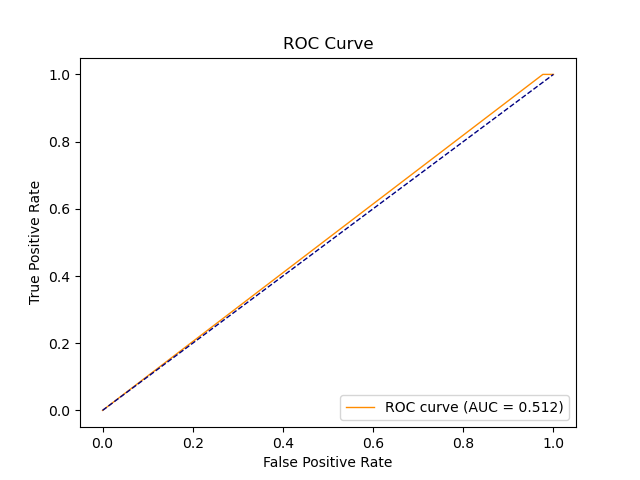 ROC Curve
True Positive Rate
1.0
0.8
0.6
0.4
0.2
0.0
ROC curve (AUC = 0.512)
0.0 0.2 0.4 0.6 0.8 1.0
False Positive Rate